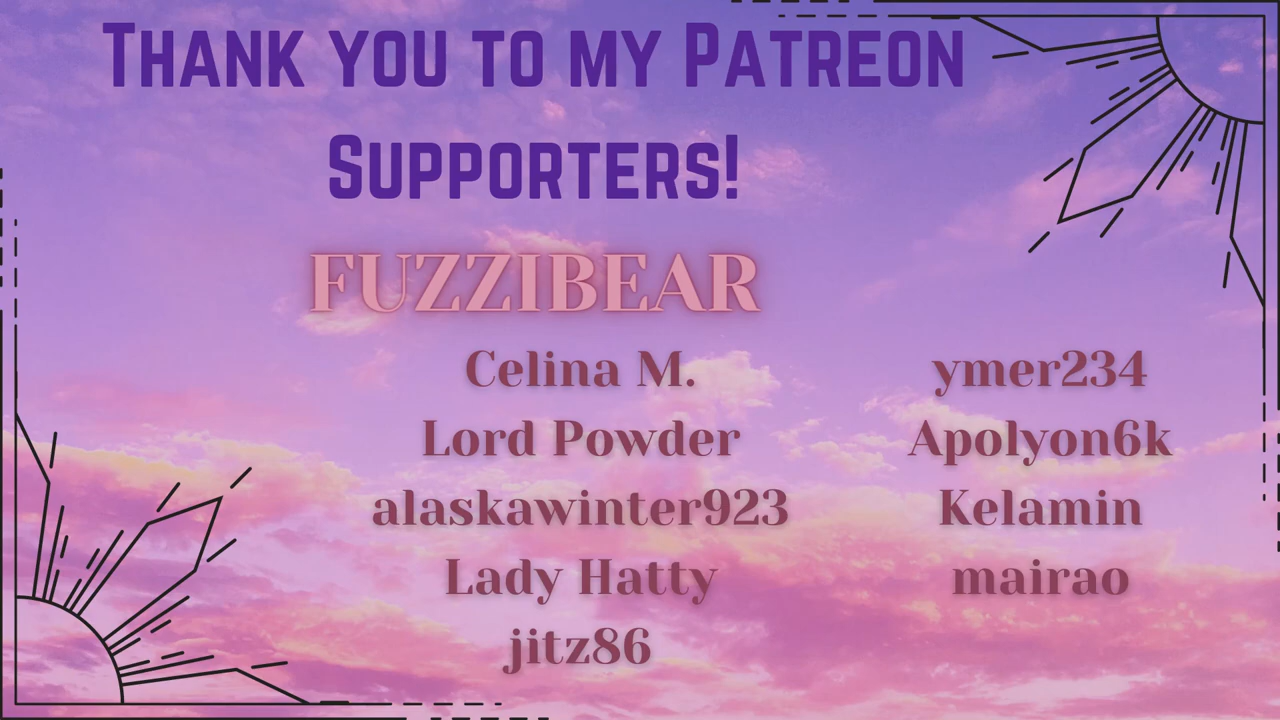 Thank you to my Patreon
Supporters!
FUZZIBEAR
Celina M.
Lord Powder
alaskawinter923
Lady Hatty
jitz86
ymer234
Apolyon6k
Kelamin
mairao